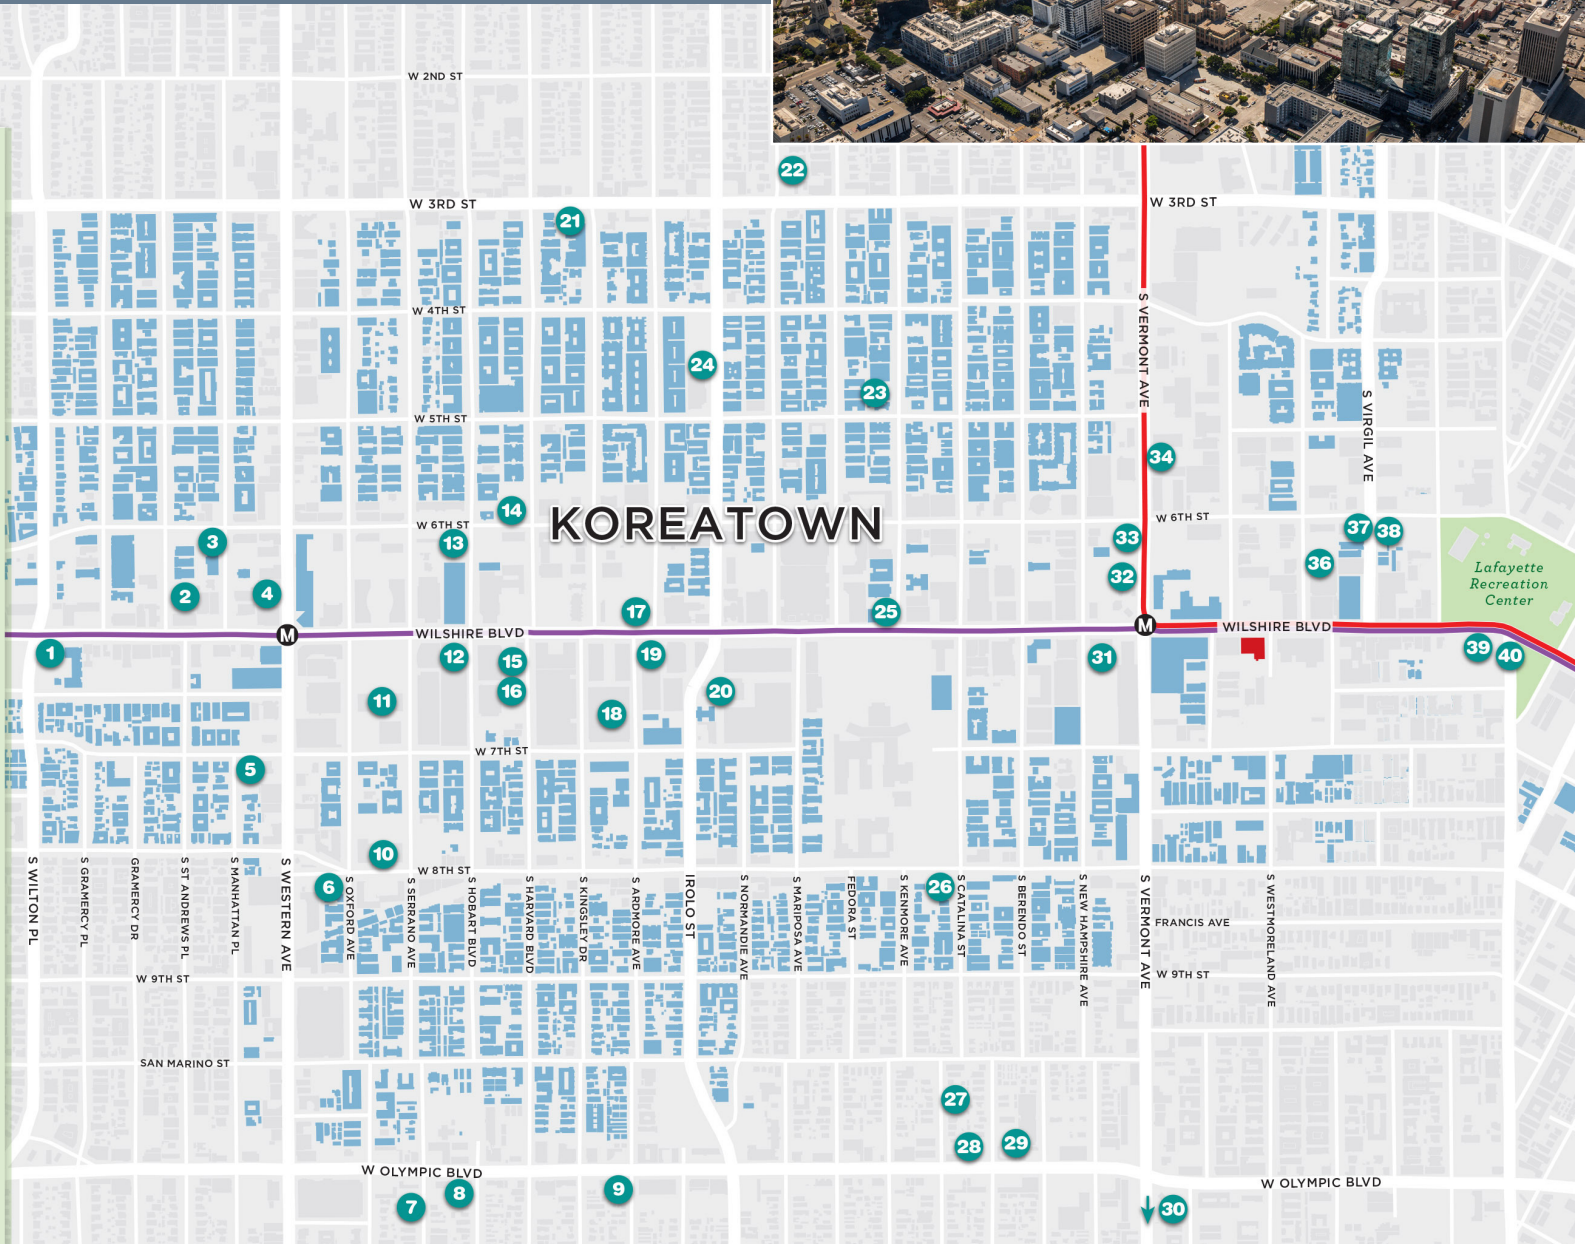 W 2ND ST
22
W 3RD ST
W 3RD ST
21
W 4TH ST
S VERMONT AVE
24
23
S VIRGIL AVE
W 5TH ST
34
14
KOREATOWN
W 6TH ST
W 6TH ST
37
38
3
13
33
36
Lafayette
Recreation
Center
2
4
32
17
25
M
WILSHIRE BLVD
M
WILSHIRE BLVD
1
12
15
19
31
39
40
11
16
18
20
W 7TH ST
5
10
W 8TH ST
6
26
S WILTON PL
S GRAMERCY PL
GRAMERCY DR
S ST ANDREWS PL
S MANHATTAN PL
S WESTERN AVE
S OXFORD AVE
S SERRANO AVE
S HOBART BLVD
S HARVARD BLVD
S KINGSLEY DR
S ARDMORE AVE
IROLO ST
S NORMANDIE AVE
S MARIPOSA AVE
FEDORA ST
S KENMORE AVE
S CATALINA ST
S BERENDO ST
S NEW HAMPSHIRE AVE
S VERMONT AVE
S WESTMORELAND AVE
FRANCIS AVE
W 9TH ST
W 9TH ST
SAN MARINO ST
27
28
29
W OLYMPIC BLVD
W OLYMPIC BLVD
7
8
9
30